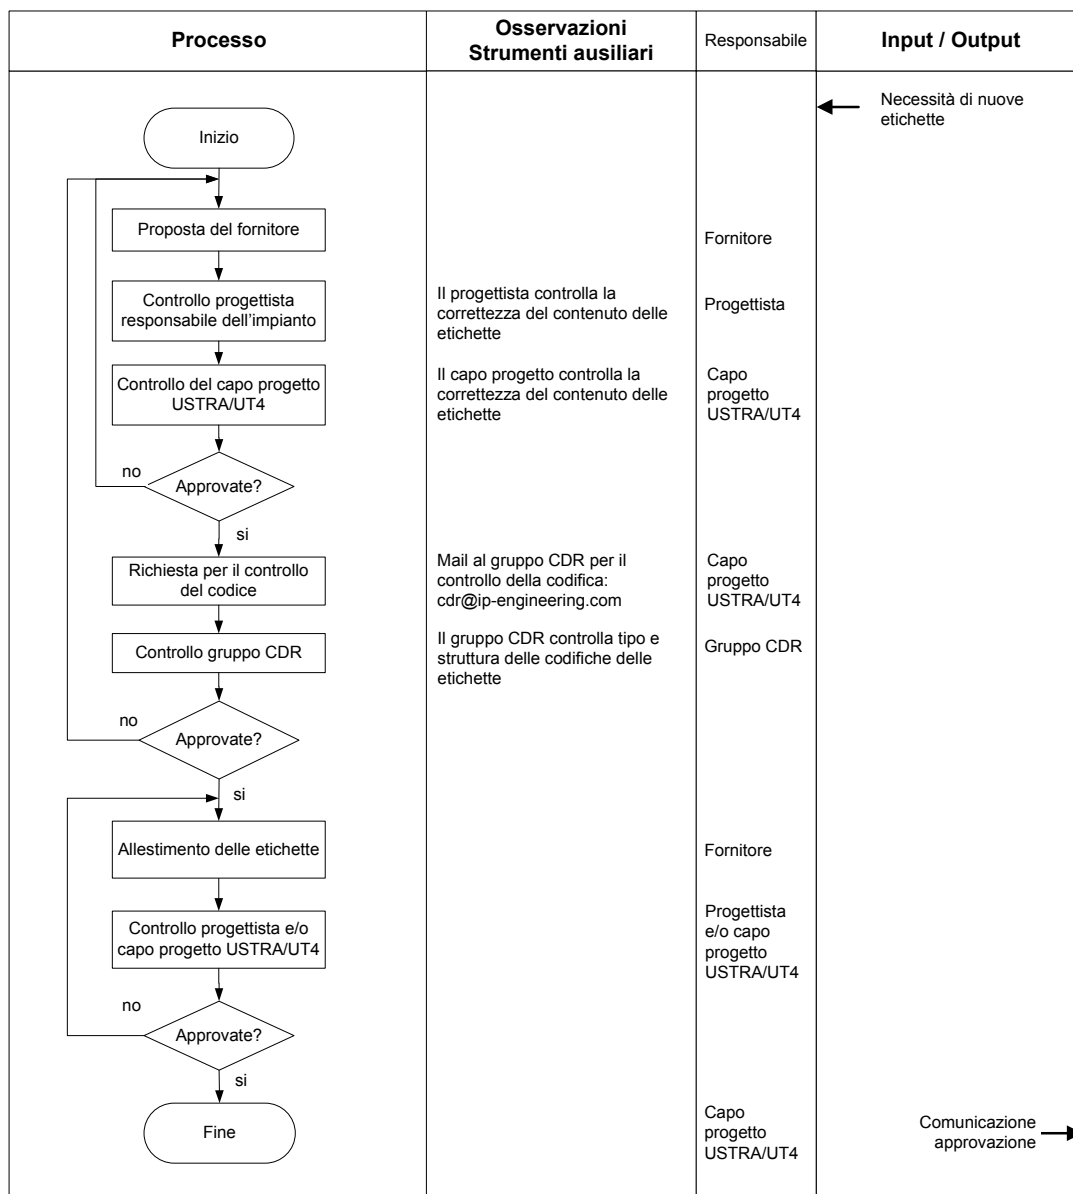 Processo
Osservazioni
Strumenti ausiliari
Responsabile
Input / Output
Necessità di nuove
etichette
Inizio
Proposta del fornitore
Fornitore
Controllo progettista
responsabile dell'impianto
Il progettista controlla la
correttezza del contenuto delle
etichette
Progettista
Controllo del capo progetto
USTRA/UT4
Il capo progetto controlla la
correttezza del contenuto delle
etichette
Capo
progetto
USTRA/UT4
no
Approvate?
si
Richiesta per il controllo
del codice
Mail al gruppo CDR per il
controllo della codifica:
cdr@ip-engineering.com
Capo
progetto
USTRA/UT4
Controllo gruppo CDR
Il gruppo CDR controlla tipo e
struttura delle codifiche delle
etichette
Gruppo CDR
no
Approvate?
si
Allestimento delle etichette
Fornitore
Controllo progettista e/o
capo progetto USTRA/UT4
Progettista
e/o capo
progetto
USTRA/UT4
no
Approvate?
si
Fine
Capo
progetto
USTRA/UT4
Comunicazione
approvazione